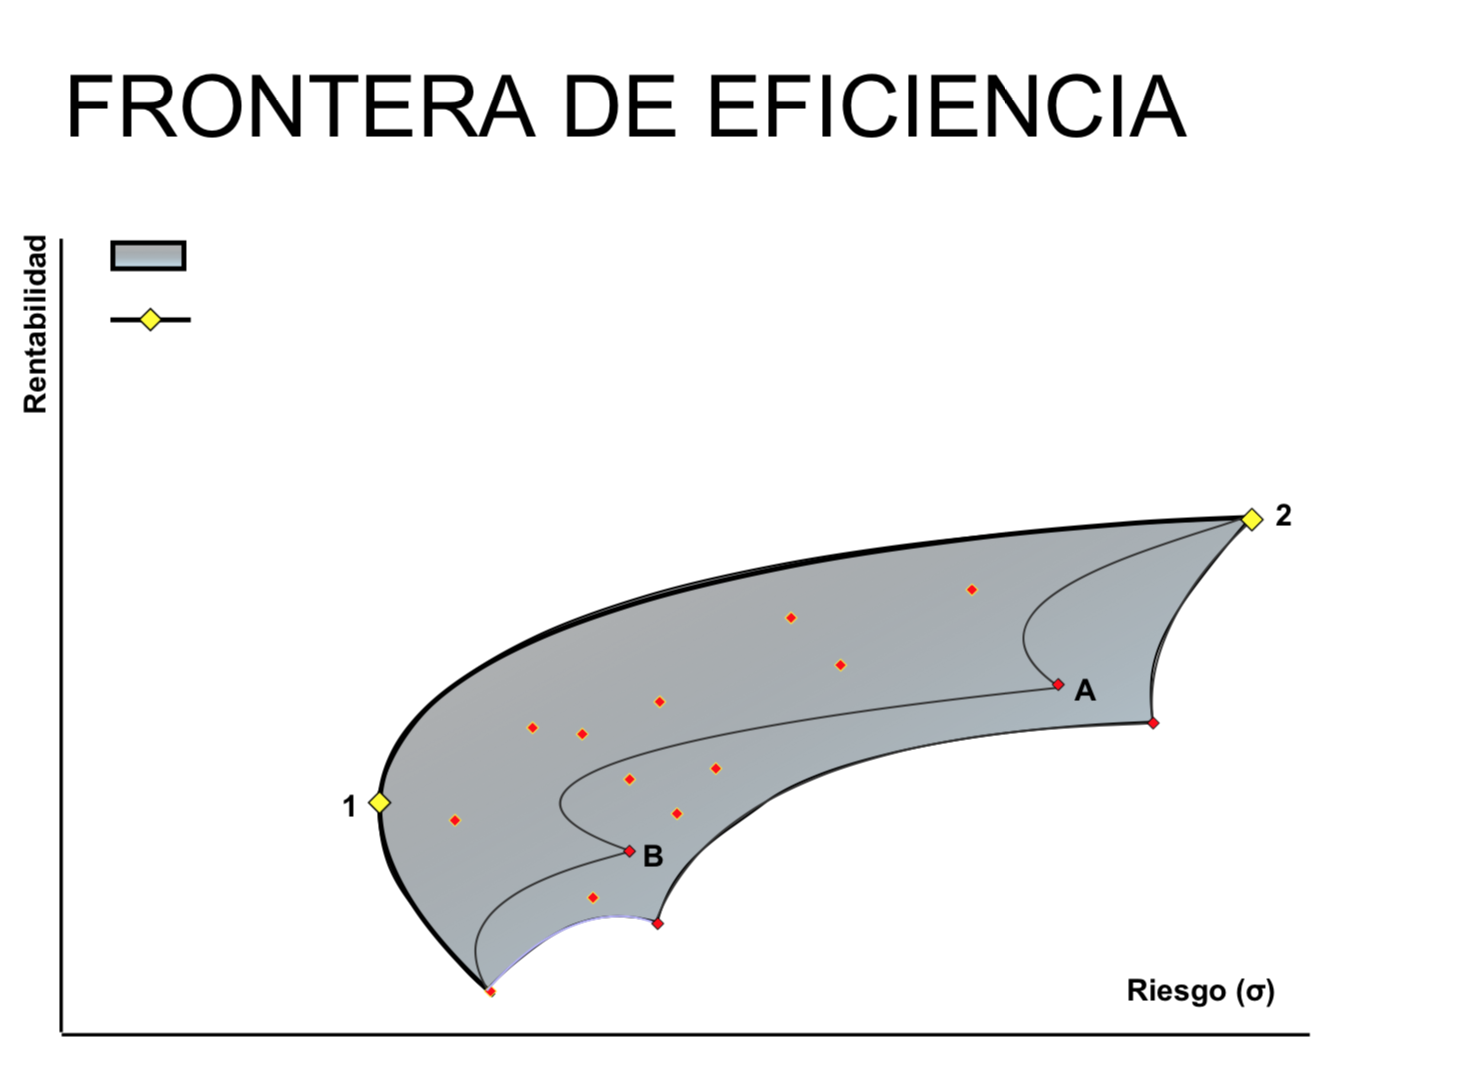 FRONTERA DE EFICIENCIA
Rentabilidad
2
A
1
B
Riesgo (σ)